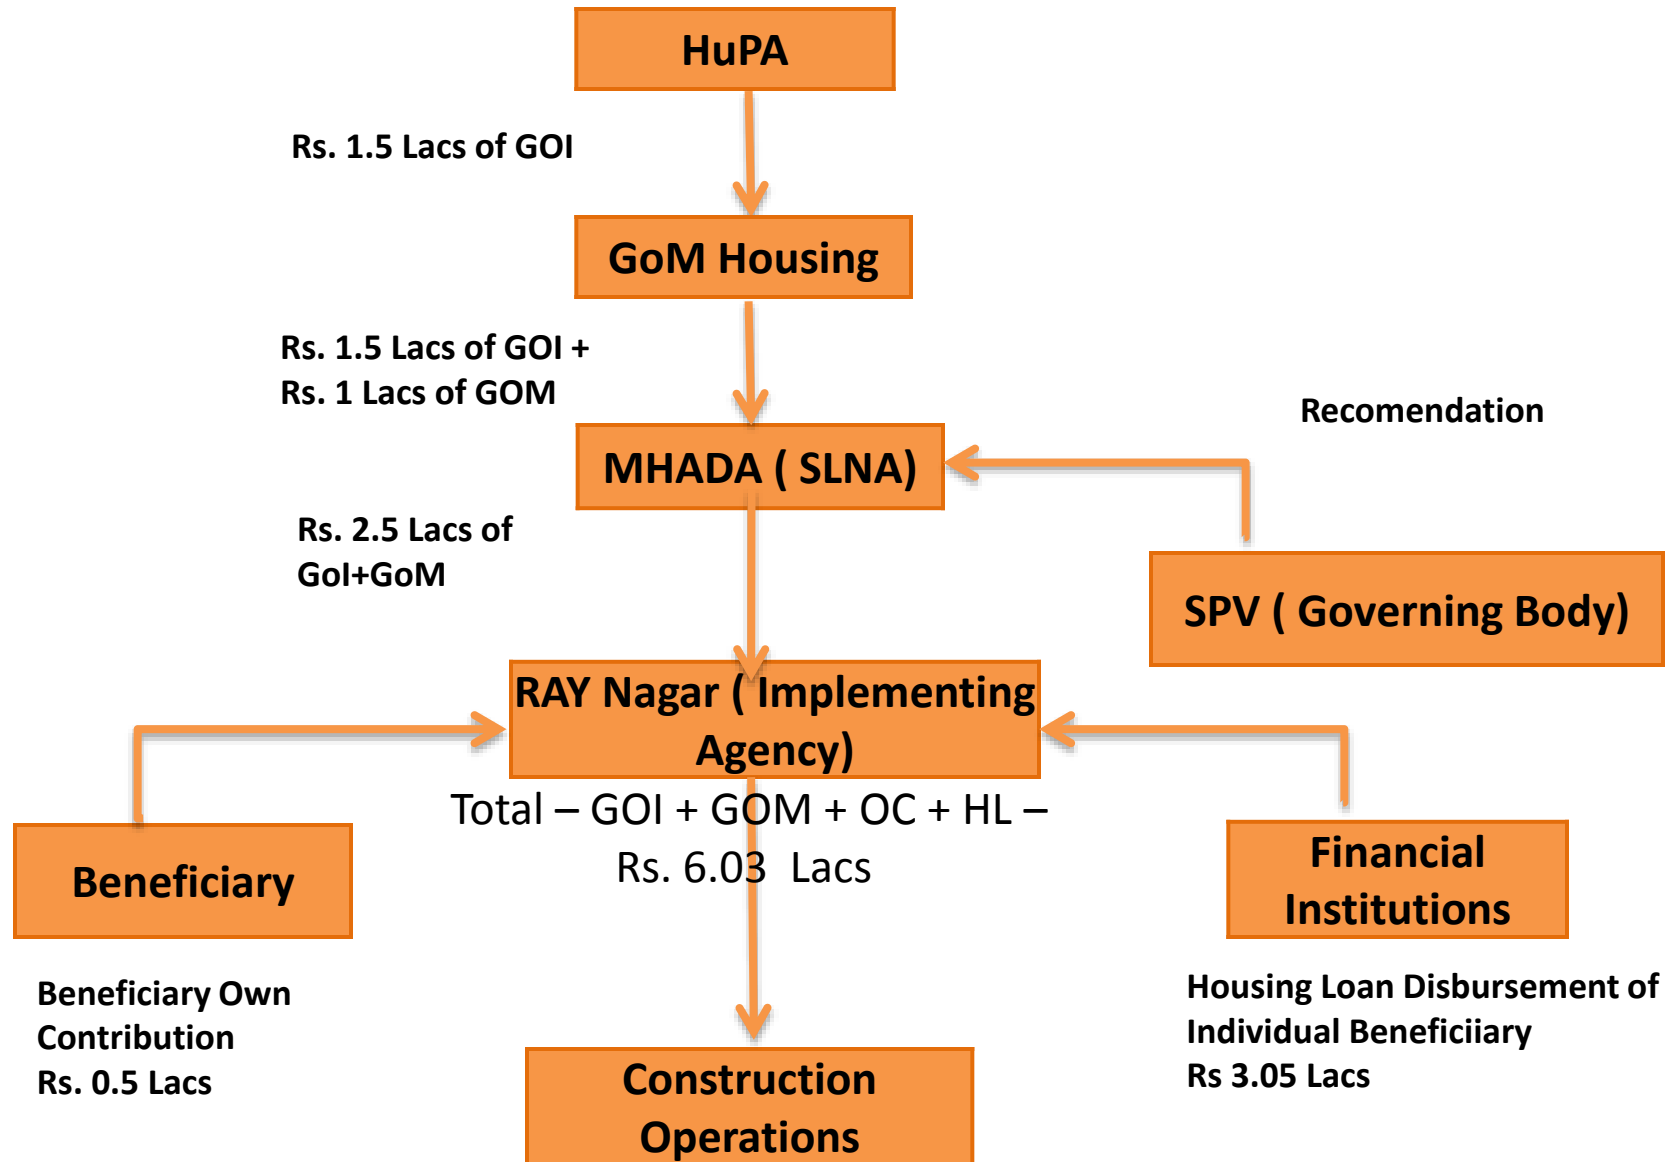 HuPA
Rs. 1.5 Lacs of GOI
GoM Housing
Rs. 1.5 Lacs of GOI +
Rs. 1 Lacs of GOM
Recomendation
MHADA ( SLNA)
Rs. 2.5 Lacs of
GoI+GoM
SPV ( Governing Body)
RAY Nagar ( Implementing
Agency)
Total – GOI + GOM + OC + HL –
Rs. 6.03 Lacs
Beneficiary
Financial
Institutions
Beneficiary Own
Contribution
Rs. 0.5 Lacs
Housing Loan Disbursement of
Individual Beneficiiary
Rs 3.05 Lacs
Construction
Operations